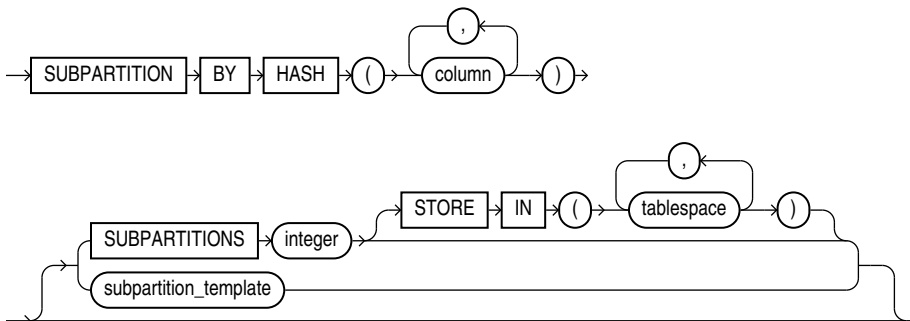 ,
SUBPARTITION BY HASH ( column )
,
STORE IN ( tablespace )
SUBPARTITIONS integer
subpartition_template